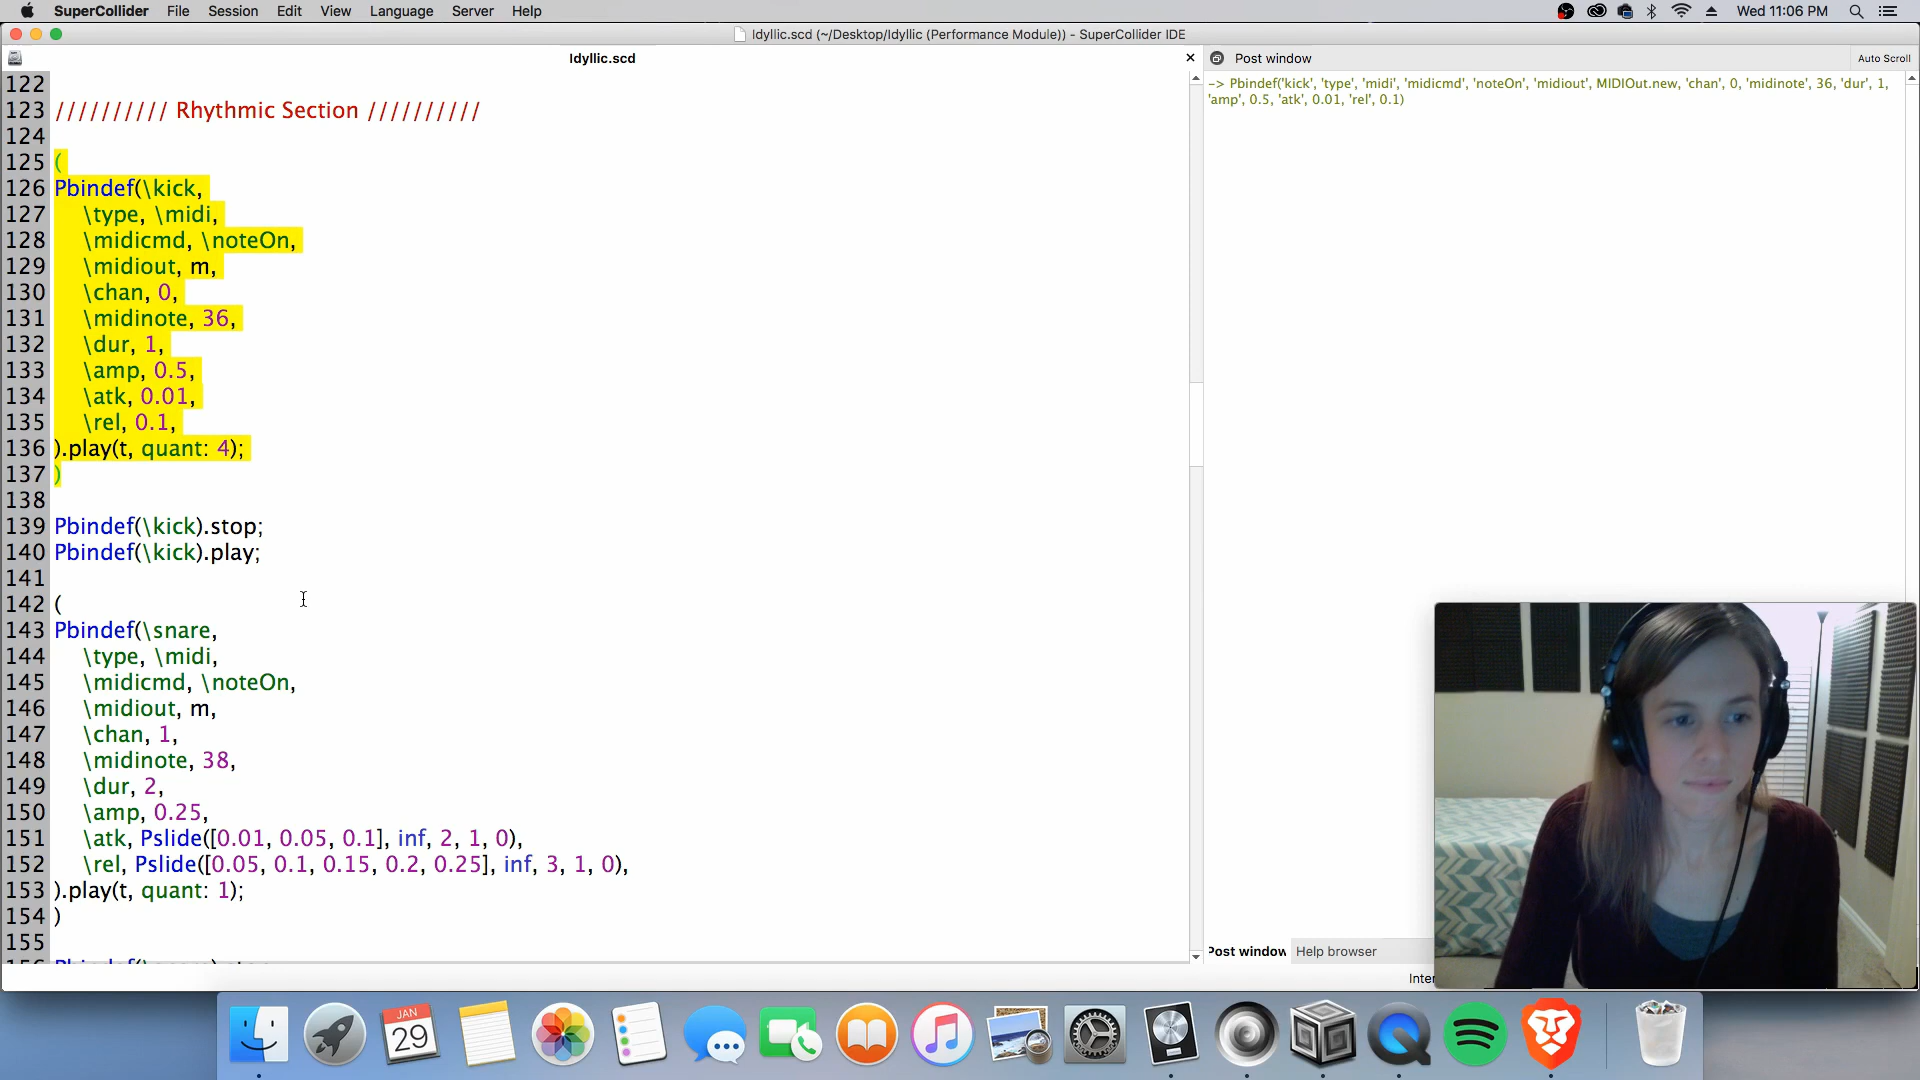 SuperCollider File Session Edit View Language Server Help Wed 11:06 PM
Idyllic.scd (~/Desktop/Idyllic (Performance Module)) - SuperCollider IDE
Idyllic.scd
Post window Auto Scroll
122
123 ////////// Rhythmic Section //////////
124
125 (
126 Pbindef(\kick,
127 \type, \midi,
128 \midicmd, \noteOn,
129 \midiout, m,
130 \chan, 0,
131 \midinote, 36,
132 \dur, 1,
133 \amp, 0.5,
134 \atk, 0.01,
135 \rel, 0.1,
136 ).play(t, quant: 4);
137 )
138
139 Pbindef(\kick).stop;
140 Pbindef(\kick).play;
141
142 (
143 Pbindef(\snare,
144 \type, \midi,
145 \midicmd, \noteOn,
146 \midiout, m,
147 \chan, 1,
148 \midinote, 38,
149 \dur, 2,
150 \amp, 0.25,
151 \atk, Pslide([0.01, 0.05, 0.1], inf, 2, 1, 0),
152 \rel, Pslide([0.05, 0.1, 0.15, 0.2, 0.25], inf, 3, 1, 0),
153 ).play(t, quant: 1);
154 )
155
-> Pbindef('kick', 'type', 'midi', 'midicmd', 'noteOn', 'midiout', MIDIOut.new, 'chan', 0, 'midinote', 36, 'dur', 1,
'amp', 0.5, 'atk', 0.01, 'rel', 0.1)
Post window Help browser
JAN
29